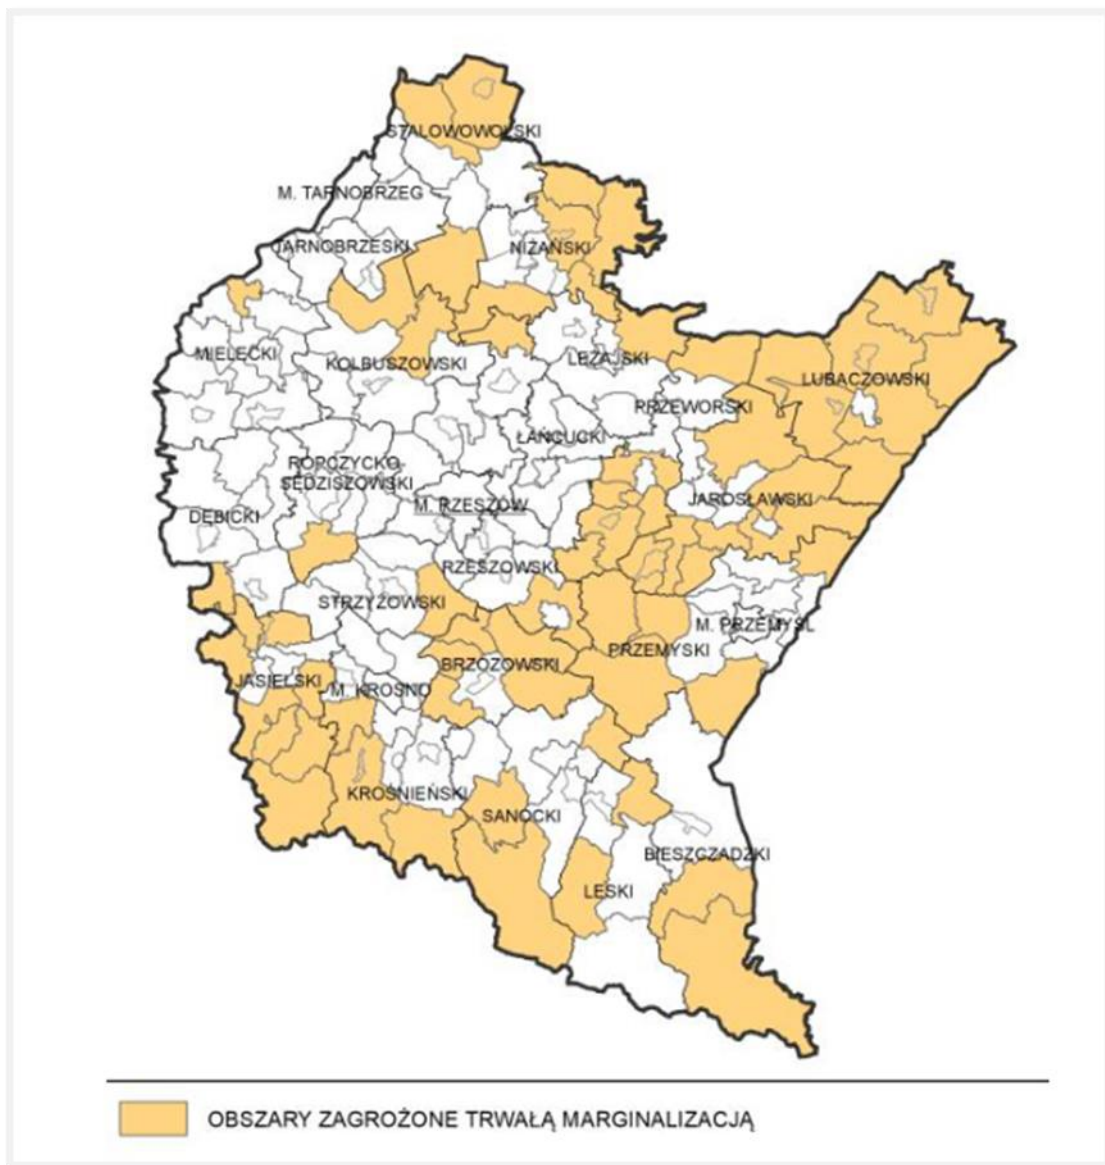 STALOWOWOLSKI
M. TARNOBRZEG
TARNOBRZESKI
NIŻAŃSKI
MIELECKI
KOLBUSZOWSKI
LEŻAJSKI
LUBACZOWSKI
PRZEWORSKI
ŁAŃCUCKI
ROPCZYCKO-
SĘDZISZOWSKI
JAROSŁAWSKI
M. RZESZÓW
DĘBICKI
RZESZOWSKI
STRZYŻOWSKI
M. PRZEMYŚL
PRZEMYSKI
BRZOZOWSKI
JASIELSKI
M. KROSNO
KROŚNIEŃSKI
SANOCKI
BIESZCZADZKI
LESKI
OBSZARY ZAGROŻONE TRWAŁĄ MARGINALIZACJĄ